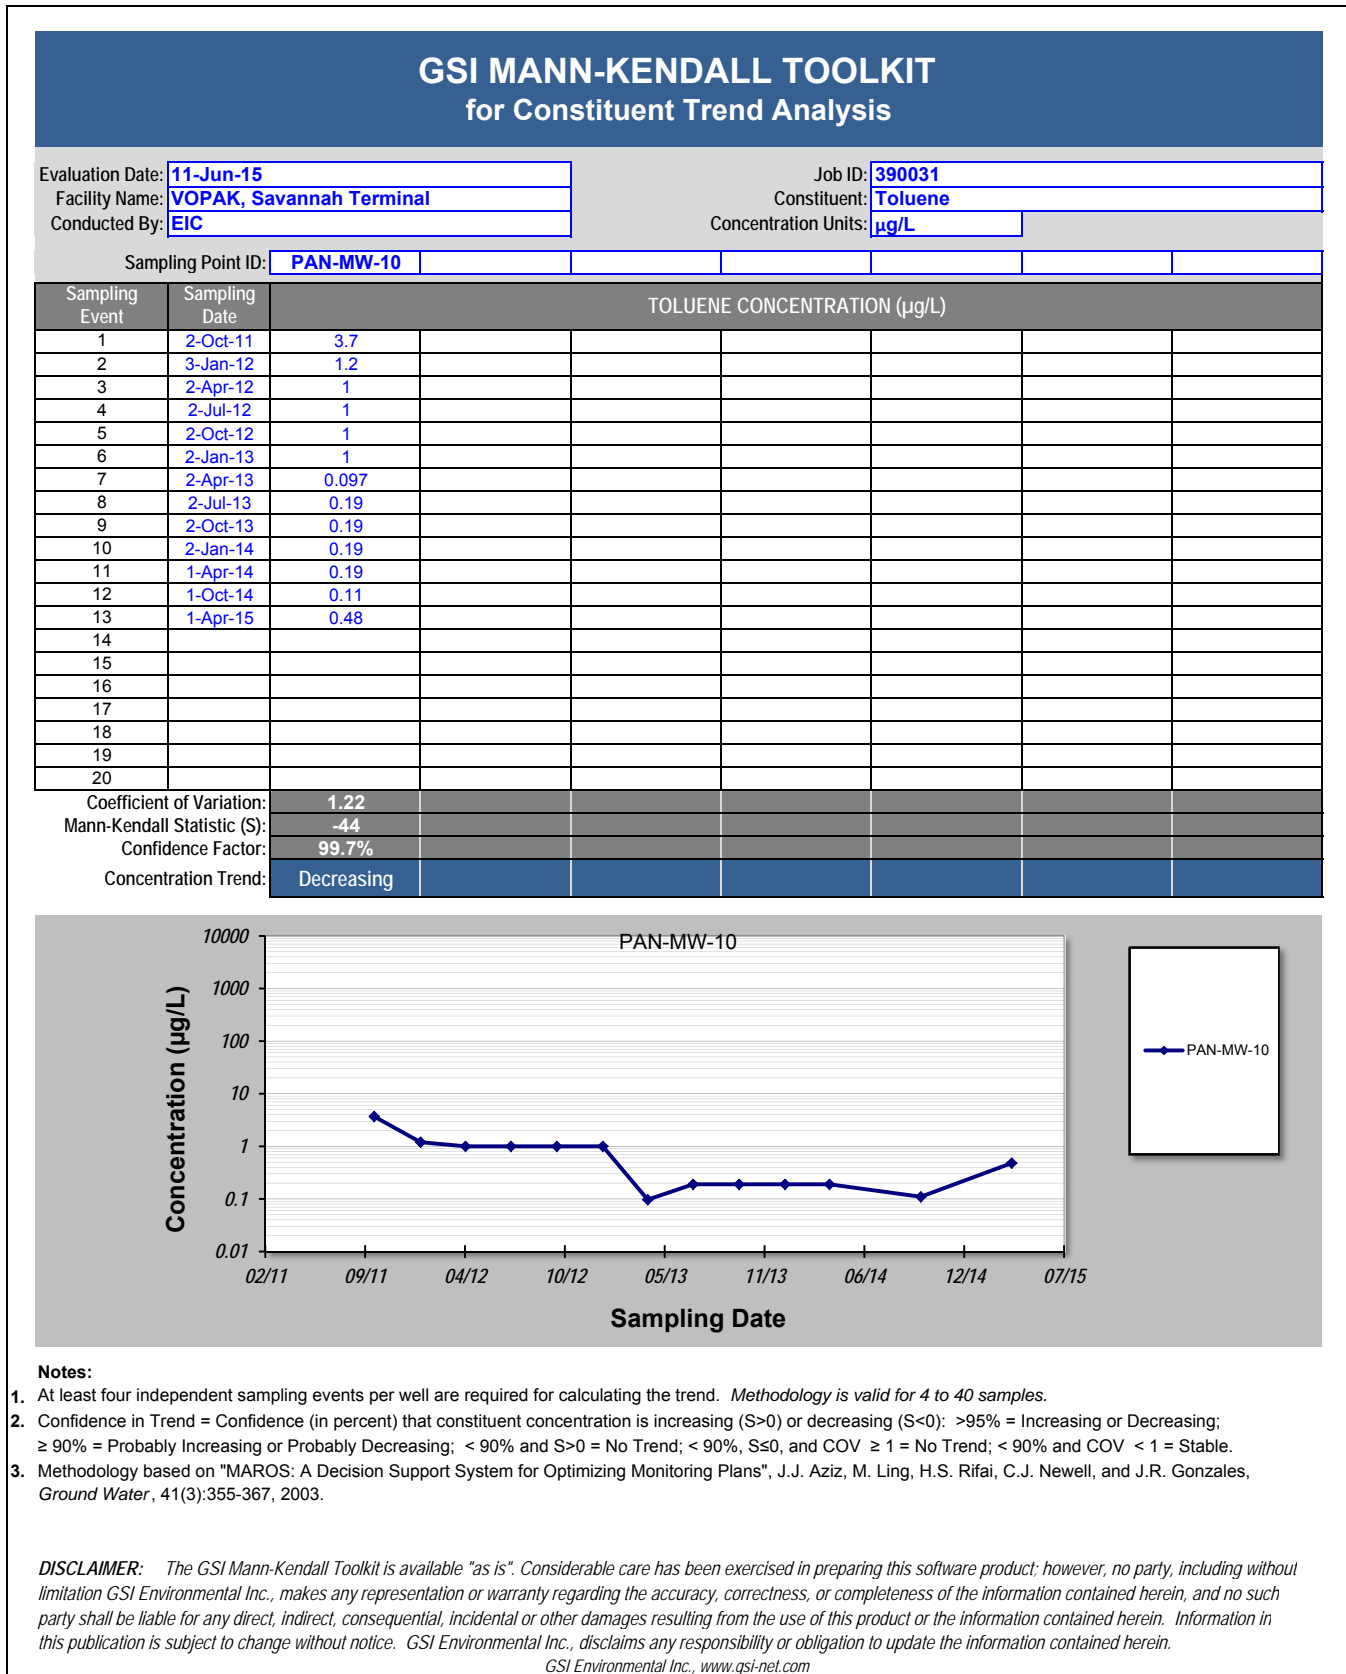 GSI MANN-KENDALL TOOLKIT
for Constituent Trend Analysis
Evaluation Date: 11-Jun-15 Job ID: 390031
Facility Name: VOPAK, Savannah Terminal Constituent: Toluene
Conducted By: EIC Concentration Units: µg/L
Sampling Point ID: PAN-MW-10
Sampling Event Sampling Date TOLUENE CONCENTRATION (µg/L)
1 2-Oct-11 3.7
2 3-Jan-12 1.2
3 2-Apr-12 1
4 2-Jul-12 1
5 2-Oct-12 1
6 2-Jan-13 1
7 2-Apr-13 0.097
8 2-Jul-13 0.19
9 2-Oct-13 0.19
10 2-Jan-14 0.19
11 1-Apr-14 0.19
12 1-Oct-14 0.11
13 1-Apr-15 0.48
14
15
16
17
18
19
20
Coefficient of Variation: 1.22
Mann-Kendall Statistic (S): -44
Confidence Factor: 99.7%
Concentration Trend: Decreasing
PAN-MW-10
Concentration (µg/L)
10000
1000
100
10
1
0.1
0.01
02/11 09/11 04/12 10/12 05/13 11/13 06/14 12/14 07/15
Sampling Date
PAN-MW-10
Notes:
1. At least four independent sampling events per well are required for calculating the trend. Methodology is valid for 4 to 40 samples.
2. Confidence in Trend = Confidence (in percent) that constituent concentration is increasing (S>0) or decreasing (S<0): >95% = Increasing or Decreasing;
≥ 90% = Probably Increasing or Probably Decreasing; < 90% and S>0 = No Trend; < 90%, S≤0, and COV ≥ 1 = No Trend; < 90% and COV < 1 = Stable.
3. Methodology based on "MAROS: A Decision Support System for Optimizing Monitoring Plans", J.J. Aziz, M. Ling, H.S. Rifai, C.J. Newell, and J.R. Gonzales,
Ground Water, 41(3):355-367, 2003.
DISCLAIMER: The GSI Mann-Kendall Toolkit is available "as is". Considerable care has been exercised in preparing this software product; however, no party, including without
limitation GSI Environmental Inc., makes any representation or warranty regarding the accuracy, correctness, or completeness of the information contained herein, and no such
party shall be liable for any direct, indirect, consequential, incidental or other damages resulting from the use of this product or the information contained herein. Information in
this publication is subject to change without notice. GSI Environmental Inc., disclaims any responsibility or obligation to update the information contained herein.
GSI Environmental Inc., www.gsi-net.com